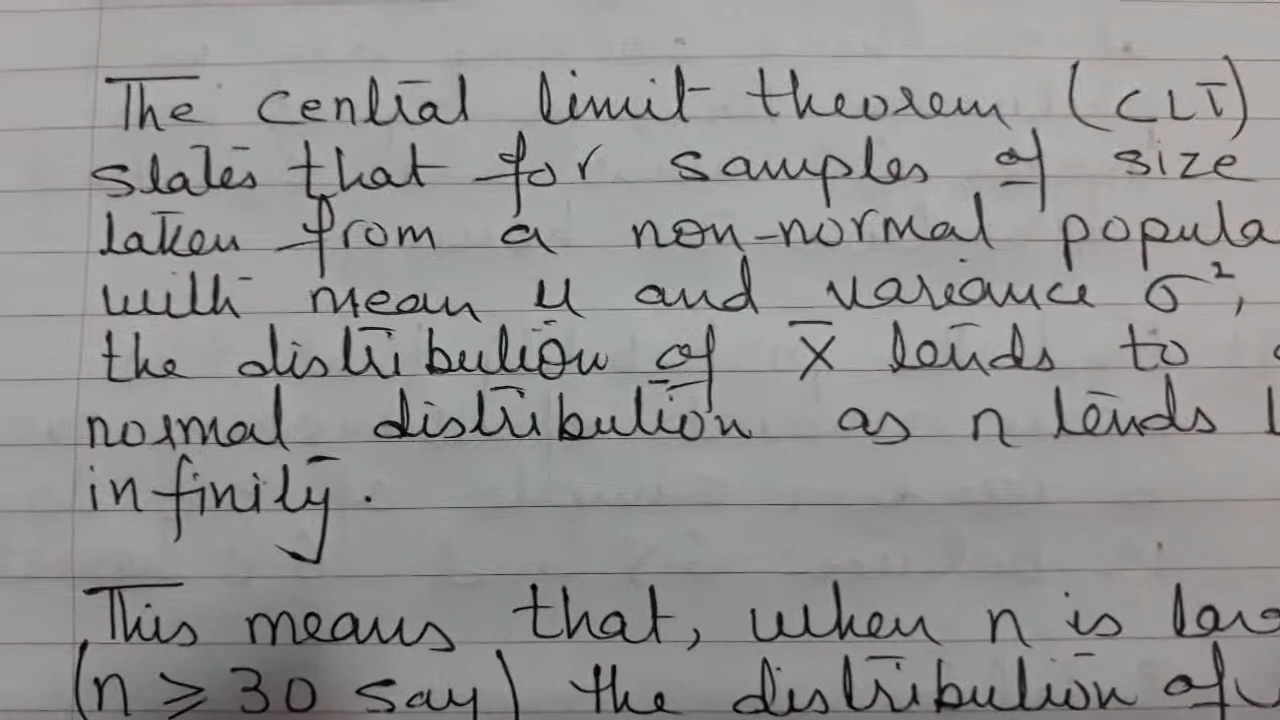 The central limit theorem (CLT)
states that for samples of size
taken from a non-normal popula
with mean μ and variance σ²,
the distribution of X̄ tends to
normal distribution as n tends t
infinity.
This means that, when n is lar
(n ≥ 30 say) the distribution of